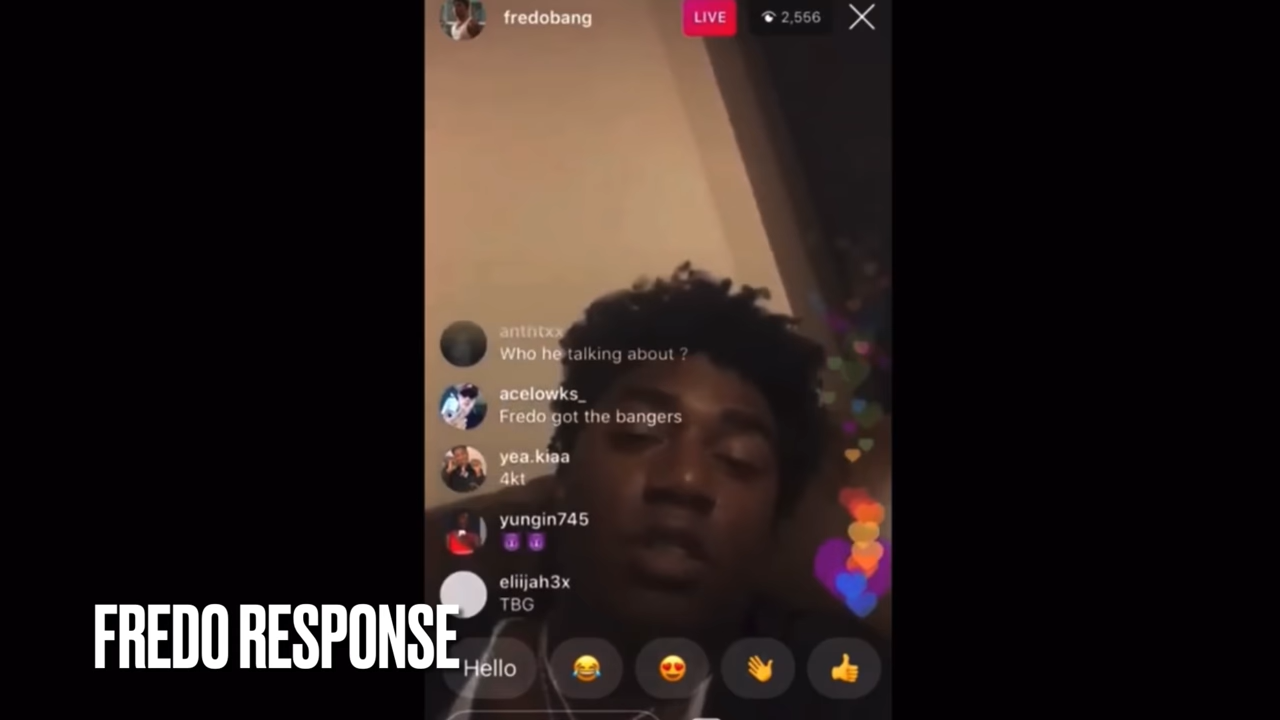 fredobang
LIVE
2,556
anthtxx
Who he talking about ?
acelowks_
Fredo got the bangers
yea.kiaa
4kt
yungin745
😈😈
eliijah3x
TBG
FREDO RESPONSE
Hello
😂 😍 👋 👍